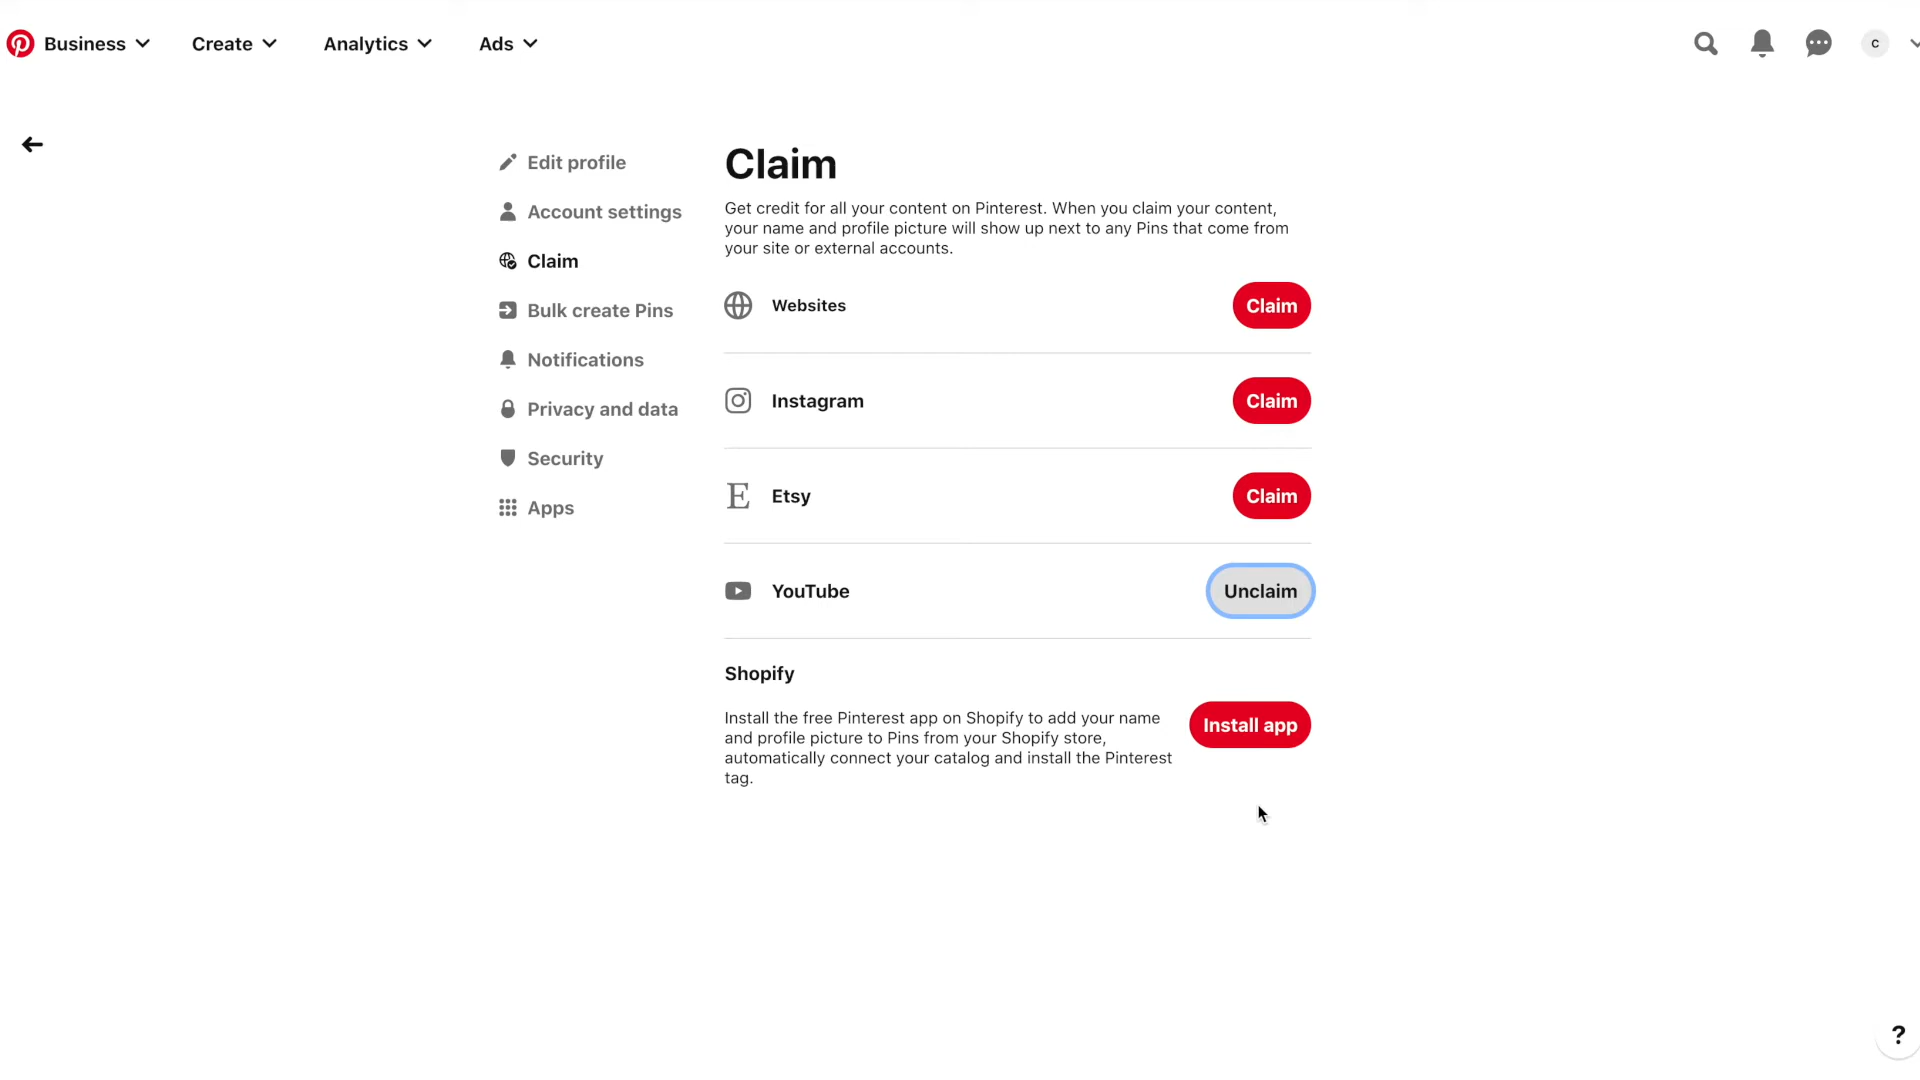 Business
Create
Analytics
Ads
C
Edit profile
Account settings
Claim
Bulk create Pins
Notifications
Privacy and data
Security
Apps
Claim
Get credit for all your content on Pinterest. When you claim your content,
your name and profile picture will show up next to any Pins that come from
your site or external accounts.
Websites
Claim
Instagram
Claim
E
Etsy
Claim
YouTube
Unclaim
Shopify
Install the free Pinterest app on Shopify to add your name
and profile picture to Pins from your Shopify store,
automatically connect your catalog and install the Pinterest
tag.
Install app
?